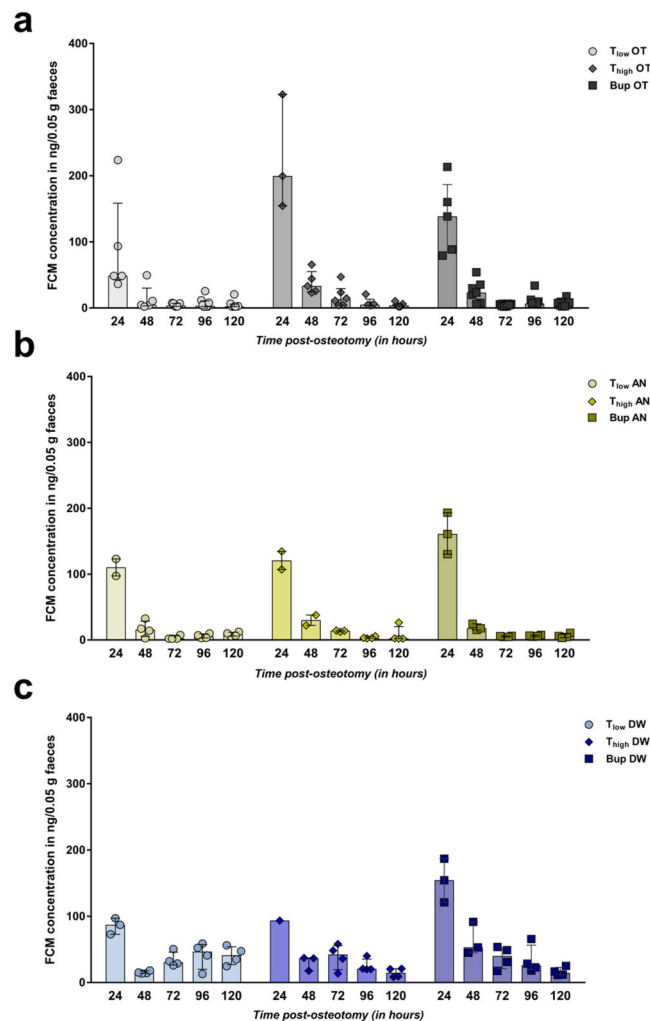 a
FCM concentration in ng/0.05 g faeces
400
300
200
100
0
24 48 72 96 120 24 48 72 96 120 24 48 72 96 120
Time post-osteotomy (in hours)
Tlow OT
Thigh OT
Bup OT
b
FCM concentration in ng/0.05 g faeces
400
300
200
100
0
24 48 72 96 120 24 48 72 96 120 24 48 72 96 120
Time post-osteotomy (in hours)
Tlow AN
Thigh AN
Bup AN
c
FCM concentration in ng/0.05 g faeces
400
300
200
100
0
24 48 72 96 120 24 48 72 96 120 24 48 72 96 120
Time post-osteotomy (in hours)
Tlow DW
Thigh DW
Bup DW